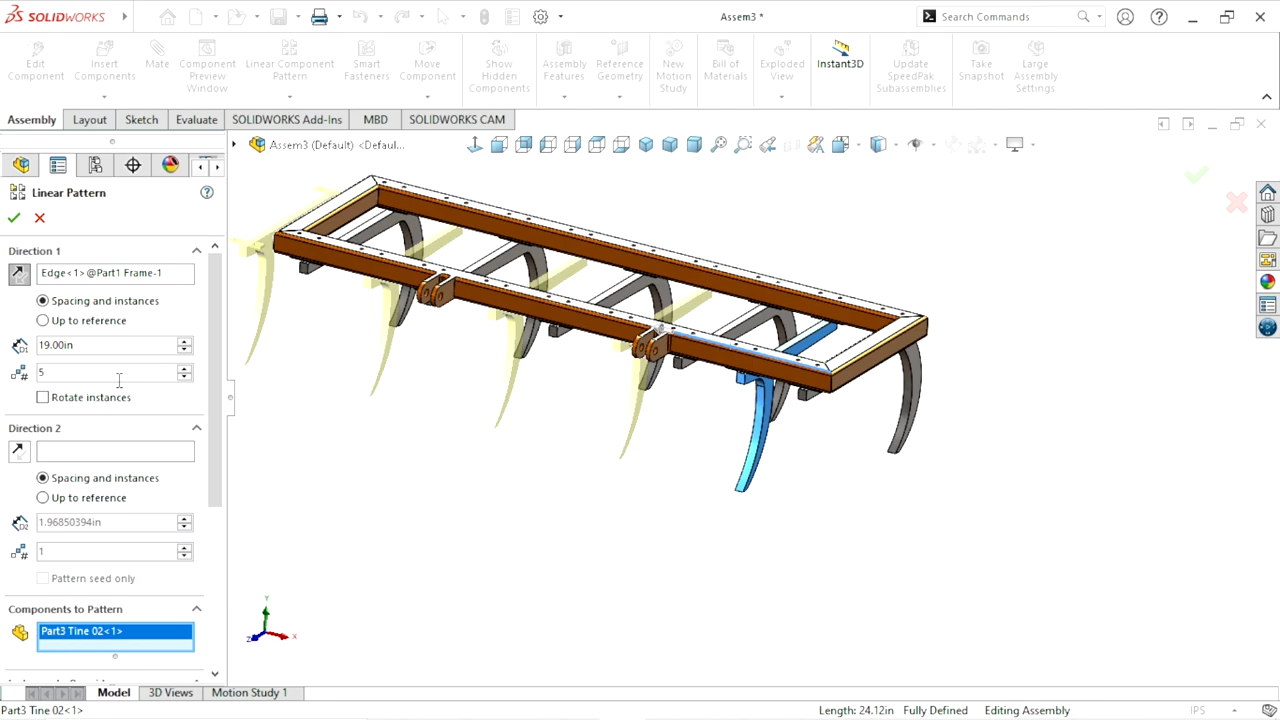 SOLIDWORKS
Assem3 *
Search Commands
Edit Component
Insert Components
Mate
Component Preview Window
Linear Component Pattern
Smart Fasteners
Move Component
Show Hidden Components
Assembly Features
Reference Geometry
New Motion Study
Bill of Materials
Exploded View
Instant3D
Update SpeedPak Subassemblies
Take Snapshot
Large Assembly Settings
Assembly
Layout
Sketch
Evaluate
SOLIDWORKS Add-Ins
MBD
SOLIDWORKS CAM
Assem3 (Default) <Defaul...
Linear Pattern
Direction 1
Edge<1>@Part1 Frame-1
Spacing and instances
Up to reference
19.00in
5
Rotate instances
Direction 2
Spacing and instances
Up to reference
1.96850394in
1
Pattern seed only
Components to Pattern
Part3 Tine 02<1>
Y
X
Z
Model
3D Views
Motion Study 1
Part3 Tine 02<1>
Length: 24.12in
Fully Defined
Editing Assembly
IPS